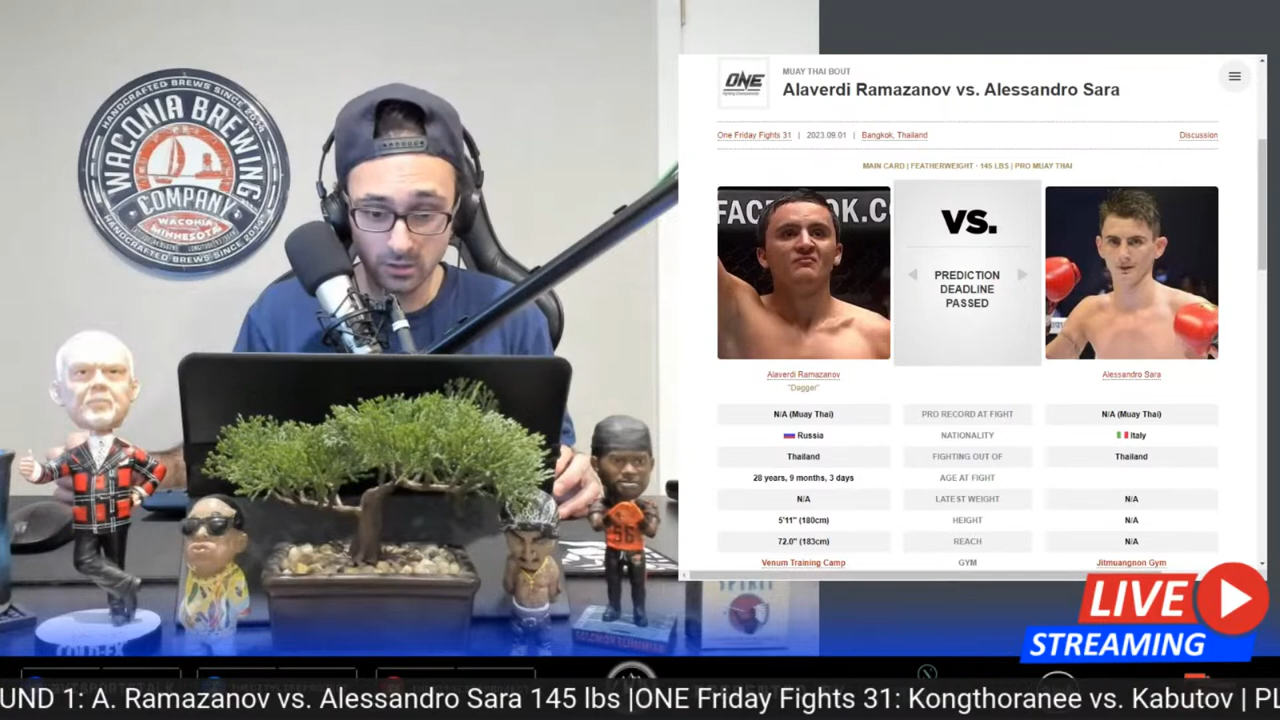 HANDCRAFTED BREWS SINCE 2014
WACONIA BREWING
COMPANY
WACONIA
MINNESOTA
HANDCRAFTED BREWS
ONE
MUAY THAI BOUT
Alaverdi Ramazanov vs. Alessandro Sara
One Friday Fights 31 | 2023.09.01 | Bangkok, Thailand
Discussion
MAIN CARD | FEATHERWEIGHT · 145 LBS | PRO MUAY THAI
FACEBOOK.C
VS.
PREDICTION
DEADLINE
PASSED
Alaverdi Ramazanov
"Dagger"
Alessandro Sara
N/A (Muay Thai) PRO RECORD AT FIGHT N/A (Muay Thai)
Russia NATIONALITY Italy
Thailand FIGHTING OUT OF Thailand
28 years, 9 months, 3 days AGE AT FIGHT
N/A LATEST WEIGHT N/A
5'11" (180cm) HEIGHT N/A
72.0" (183cm) REACH N/A
Venum Training Camp GYM Jitmuangnon Gym
56
SPIRIT
LIVE
STREAMING
UND 1: A. Ramazanov vs. Alessandro Sara 145 lbs |ONE Friday Fights 31: Kongthoranee vs. Kabutov | PL